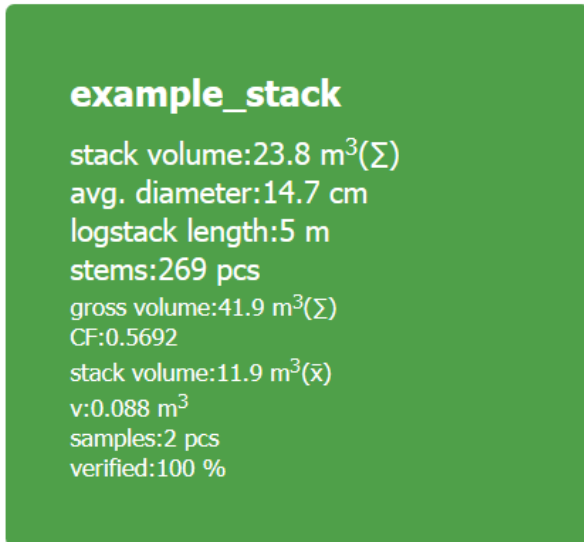 example_stack
stack volume:23.8 m³(∑)
avg. diameter:14.7 cm
logstack length:5 m
stems:269 pcs
gross volume:41.9 m³(∑)
CF:0.5692
stack volume:11.9 m³(x̄)
v:0.088 m³
samples:2 pcs
verified:100 %